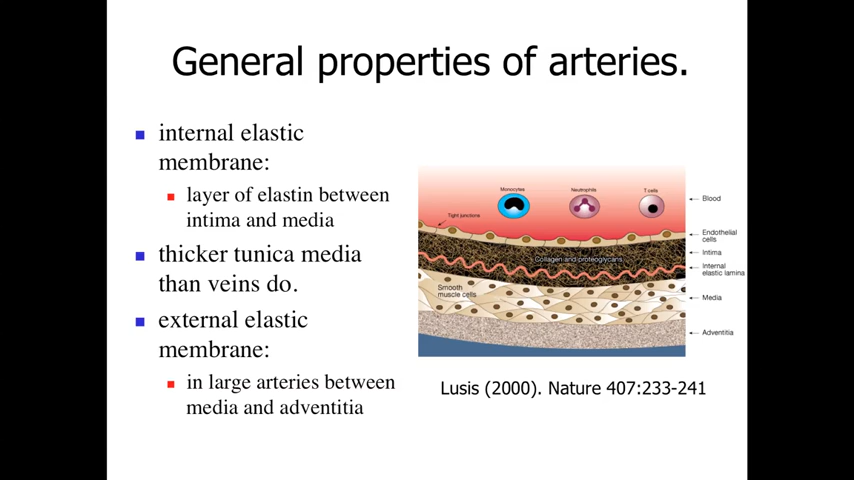 General properties of arteries.
internal elastic
membrane:
layer of elastin between
intima and media
thicker tunica media
than veins do.
external elastic
membrane:
in large arteries between
media and adventitia
Monocytes
Neutrophils
T cells
Blood
Tight junctions
Endothelial
cells
Intima
Collagen and proteoglycans
Internal
elastic lamina
Smooth
muscle cells
Media
Adventitia
Lusis (2000). Nature 407:233-241